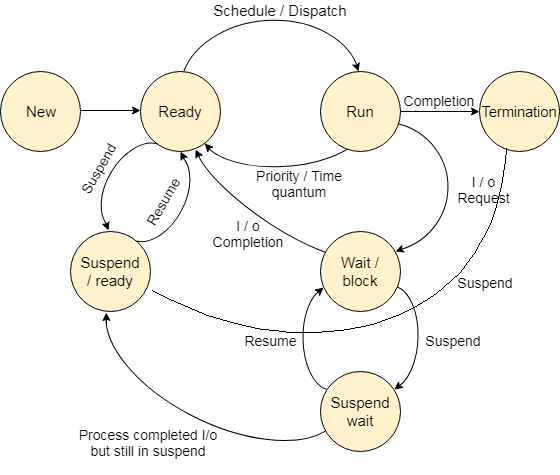 Schedule / Dispatch
New
Ready
Run
Completion
Termination
Suspend
Resume
Priority / Time
quantum
I / o
Request
I / o
Completion
Suspend
/ ready
Wait /
block
Suspend
Resume
Suspend
Suspend
wait
Process completed I/o
but still in suspend